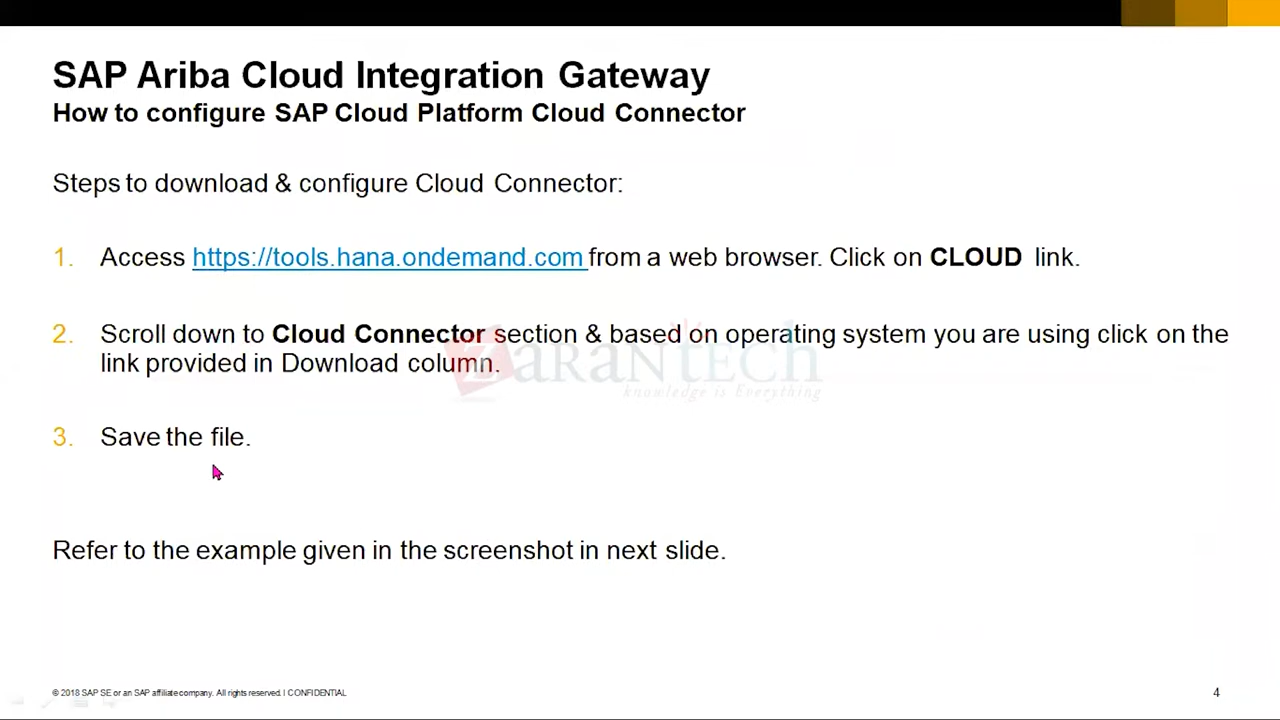 SAP Ariba Cloud Integration Gateway
How to configure SAP Cloud Platform Cloud Connector
Steps to download & configure Cloud Connector:
1. Access https://tools.hana.ondemand.com from a web browser. Click on CLOUD link.
2. Scroll down to Cloud Connector section & based on operating system you are using click on the
link provided in Download column.
ZaranTech
knowledge is Everything
3. Save the file.
Refer to the example given in the screenshot in next slide.
© 2018 SAP SE or an SAP affiliate company. All rights reserved. I CONFIDENTIAL
4